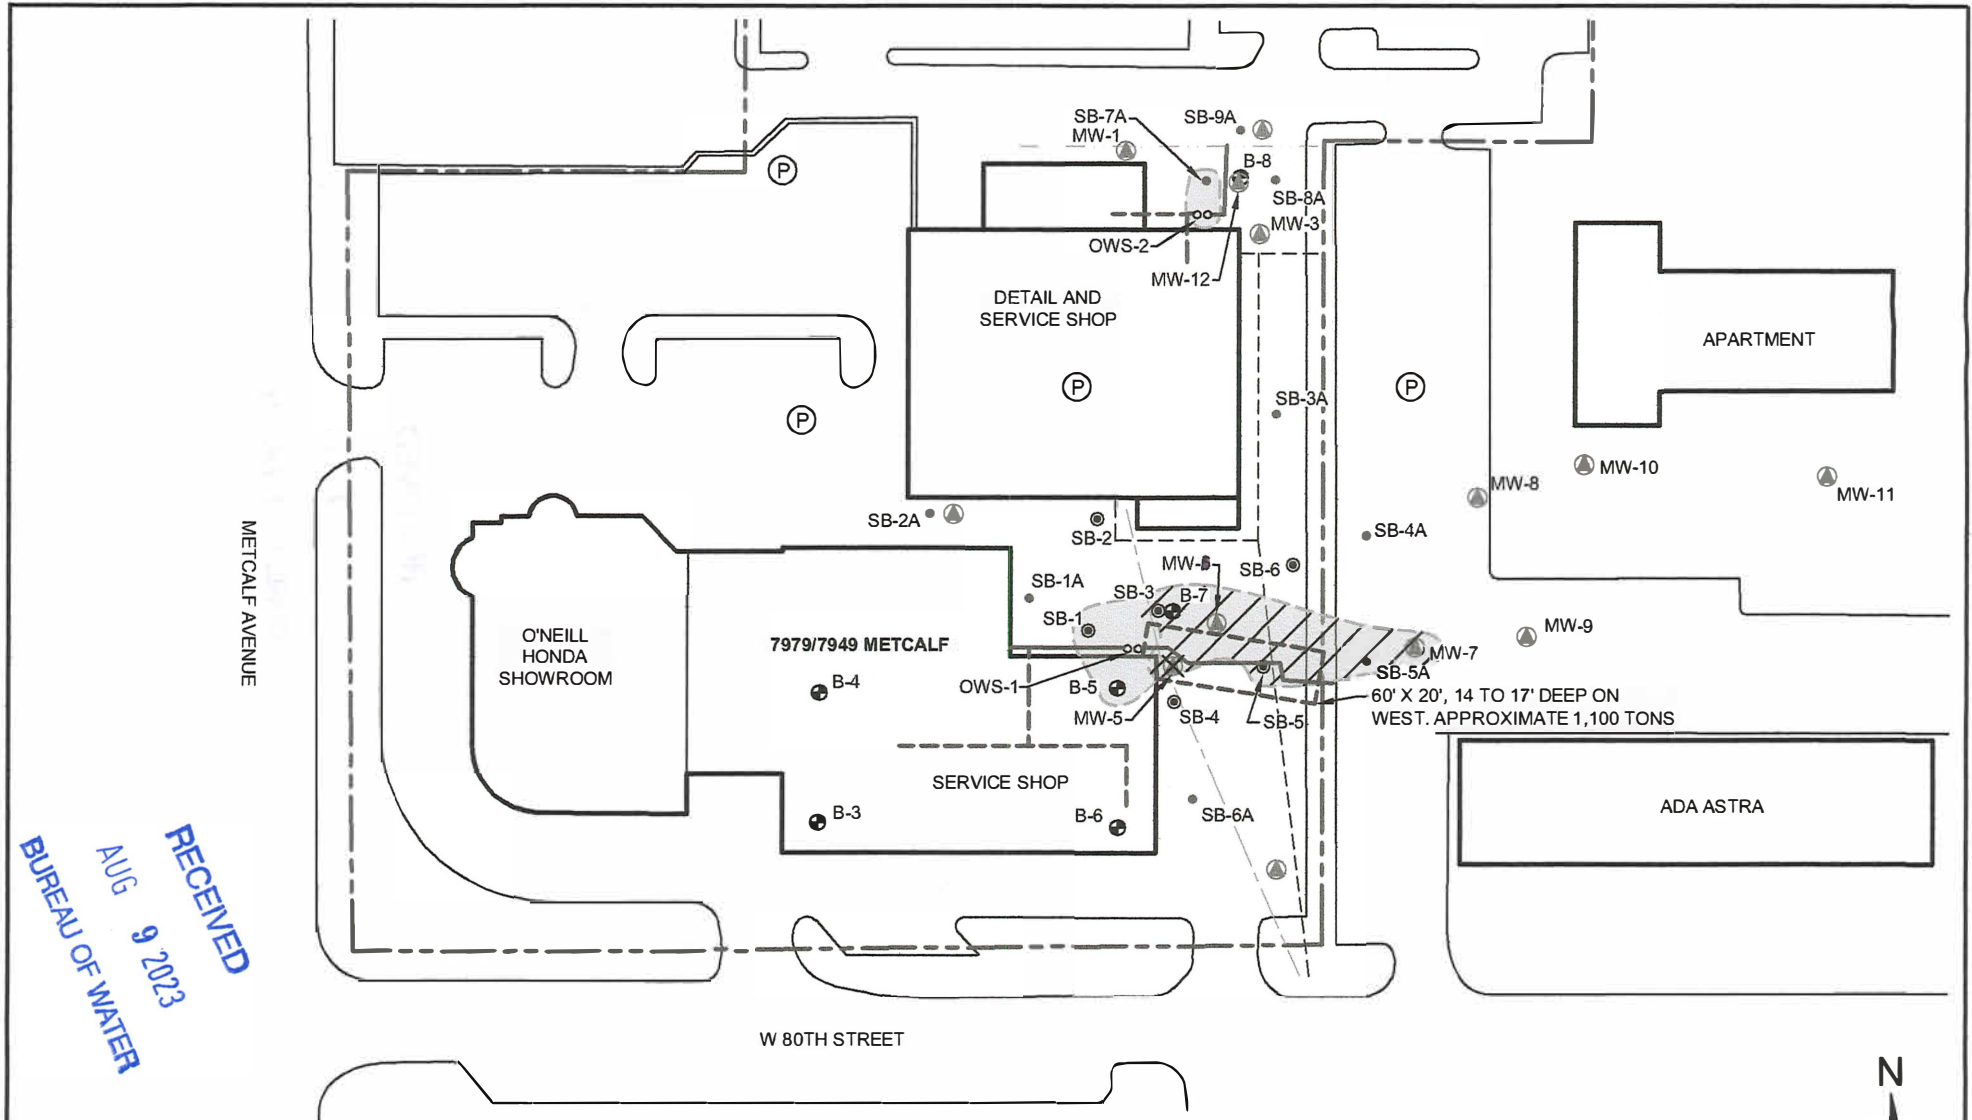 SB-7A
SB-9A
MW-1
B-8
SB-8A
MW-3
OWS-2
MW-12
P
DETAIL AND
SERVICE SHOP
APARTMENT
P
P
P
SB-3A
MW-10
MW-8
MW-11
SB-2A
SB-2
SB-4A
METCALF AVENUE
MW-6
SB-6
SB-1A
SB-3
B-7
SB-1
MW-9
O'NEILL
HONDA
SHOWROOM
7979/7949 METCALF
MW-7
SB-5A
OWS-1
B-5
B-4
60' X 20', 14 TO 17' DEEP ON
WEST. APPROXIMATE 1,100 TONS
MW-5
SB-4
SB-5
SERVICE SHOP
ADA ASTRA
B-3
B-6
SB-6A
RECEIVED
AUG 9 2023
BUREAU OF WATER
W 80TH STREET
N